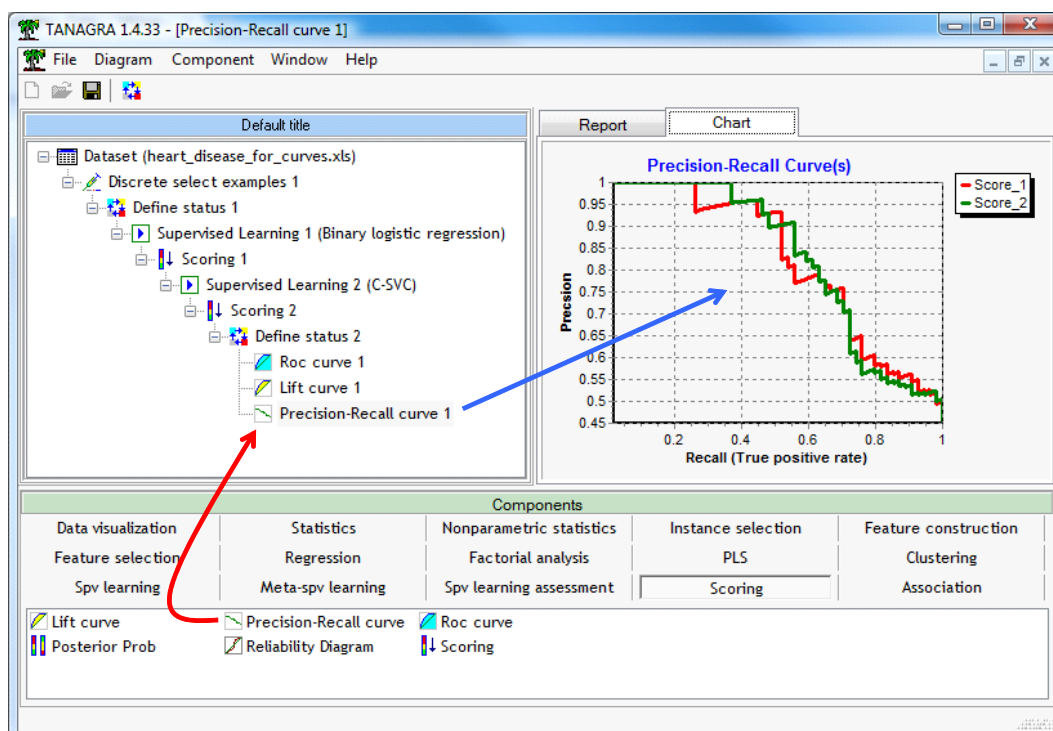 TANAGRA 1.4.33 - [Precision-Recall curve 1]
File Diagram Component Window Help
Default title
Dataset (heart_disease_for_curves.xls)
Discrete select examples 1
Define status 1
Supervised Learning 1 (Binary logistic regression)
Scoring 1
Supervised Learning 2 (C-SVC)
Scoring 2
Define status 2
Roc curve 1
Lift curve 1
Precision-Recall curve 1
Report Chart
Precision-Recall Curve(s)
Score_1
Score_2
1
0.95
0.9
0.85
0.8
0.75
0.7
0.65
0.6
0.55
0.5
0.45
Precsion
0.2 0.4 0.6 0.8 1
Recall (True positive rate)
Components
Data visualization Statistics Nonparametric statistics Instance selection Feature construction
Feature selection Regression Factorial analysis PLS Clustering
Spv learning Meta-spv learning Spv learning assessment Scoring Association
Lift curve Precision-Recall curve Roc curve
Posterior Prob Reliability Diagram Scoring